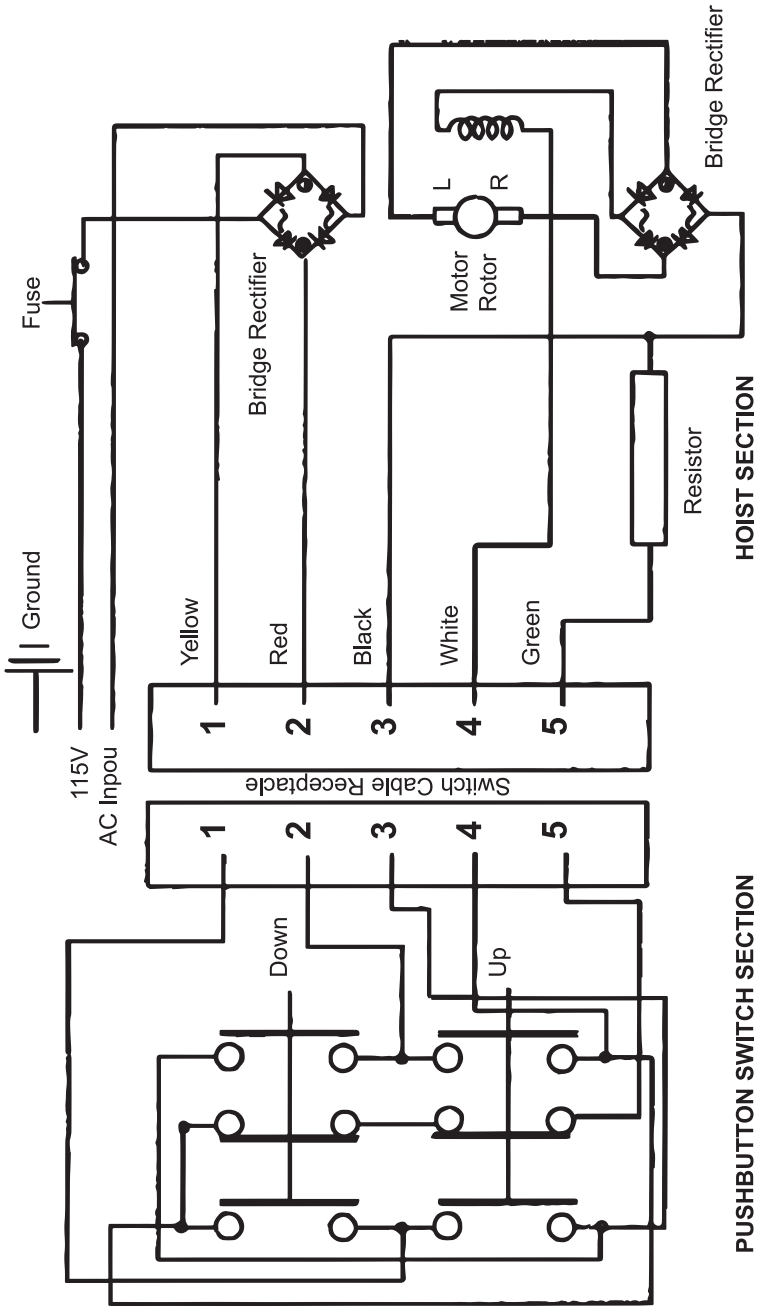 Ground
Fuse
115V
AC Inpou
Yellow
Bridge Rectifier
Red
Black
White
Green
L
R
Motor
Rotor
Bridge Rectifier
Resistor
HOIST SECTION
1
2
3
4
5
Switch Cable Receptacle
1
2
3
4
5
Down
Up
PUSHBUTTON SWITCH SECTION